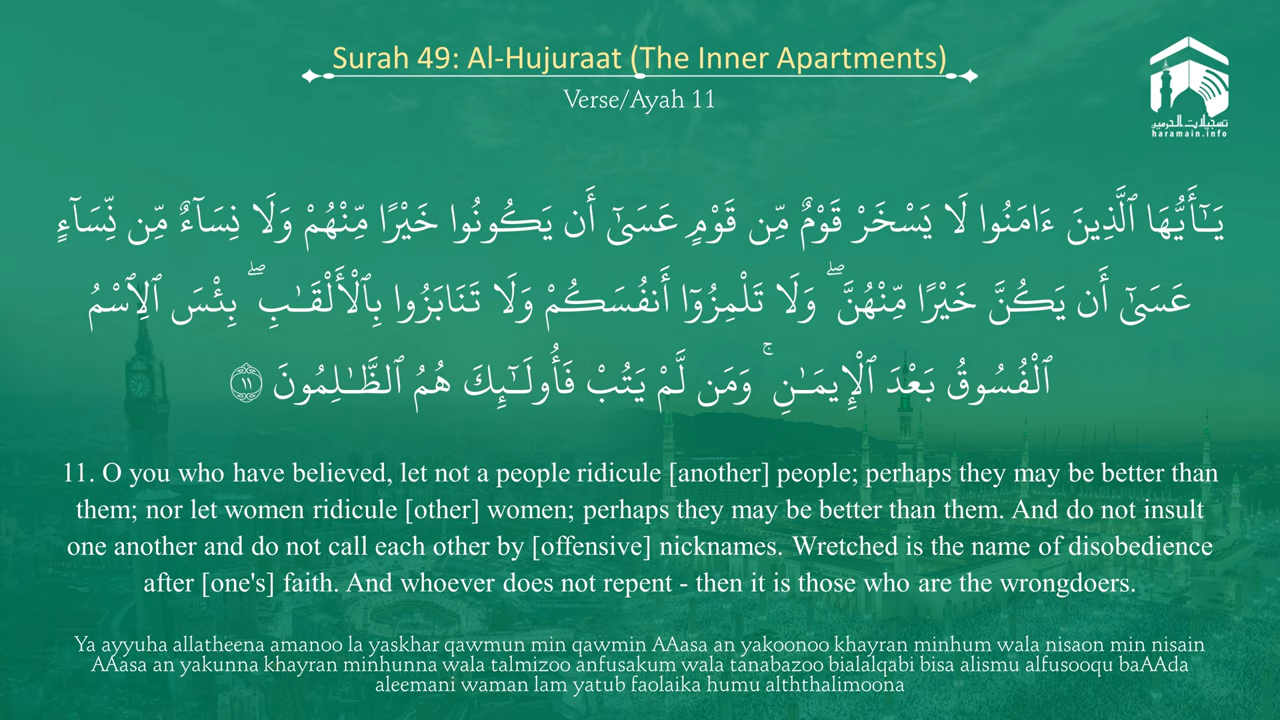 Surah 49: Al-Hujuraat (The Inner Apartments)
Verse/Ayah 11
تسجيلات الحرمين
haramain.info
يَـٰٓأَيُّهَا ٱلَّذِينَ ءَامَنُوا لَا يَسْخَرْ قَوْمٌ مِّن قَوْمٍ عَسَىٰٓ أَن يَكُونُوا خَيْرًا مِّنْهُمْ وَلَا نِسَآءٌ مِّن نِّسَآءٍ
عَسَىٰٓ أَن يَكُنَّ خَيْرًا مِّنْهُنَّ ۖ وَلَا تَلْمِزُوٓا أَنفُسَكُمْ وَلَا تَنَابَزُوا بِٱلْأَلْقَـٰبِ ۖ بِئْسَ ٱلِٱسْمُ
ٱلْفُسُوقُ بَعْدَ ٱلْإِيمَـٰنِ ۚ وَمَن لَّمْ يَتُبْ فَأُولَـٰٓئِكَ هُمُ ٱلظَّـٰلِمُونَ ١١
11. O you who have believed, let not a people ridicule [another] people; perhaps they may be better than
them; nor let women ridicule [other] women; perhaps they may be better than them. And do not insult
one another and do not call each other by [offensive] nicknames. Wretched is the name of disobedience
after [one's] faith. And whoever does not repent - then it is those who are the wrongdoers.
Ya ayyuha allatheena amanoo la yaskhar qawmun min qawmin AAasa an yakoonoo khayran minhum wala nisaon min nisain
AAasa an yakunna khayran minhunna wala talmizoo anfusakum wala tanabazoo bialalqabi bisa alismu alfusooqu baAAda
aleemani waman lam yatub faolaika humu alththalimoona